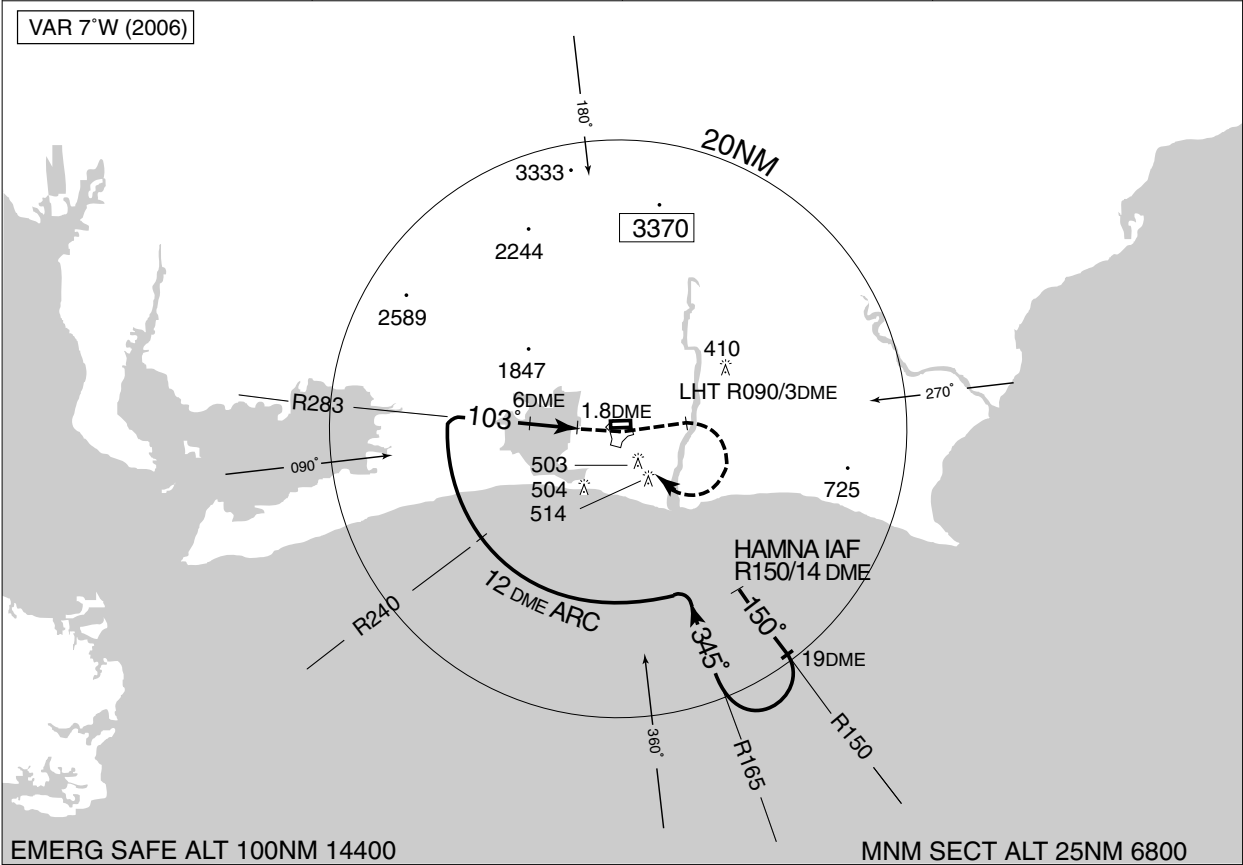 VAR 7°W (2006)
180°
20NM
3333
3370
2244
2589
410
1847
LHT R090/3DME
270°
6DME
R283
103°
1.8DME
090°
503
504
514
725
HAMNA IAF
R150/14 DME
12 DME ARC
R240
150°
345°
19DME
360°
R165
R150
EMERG SAFE ALT 100NM 14400
MNM SECT ALT 25NM 6800